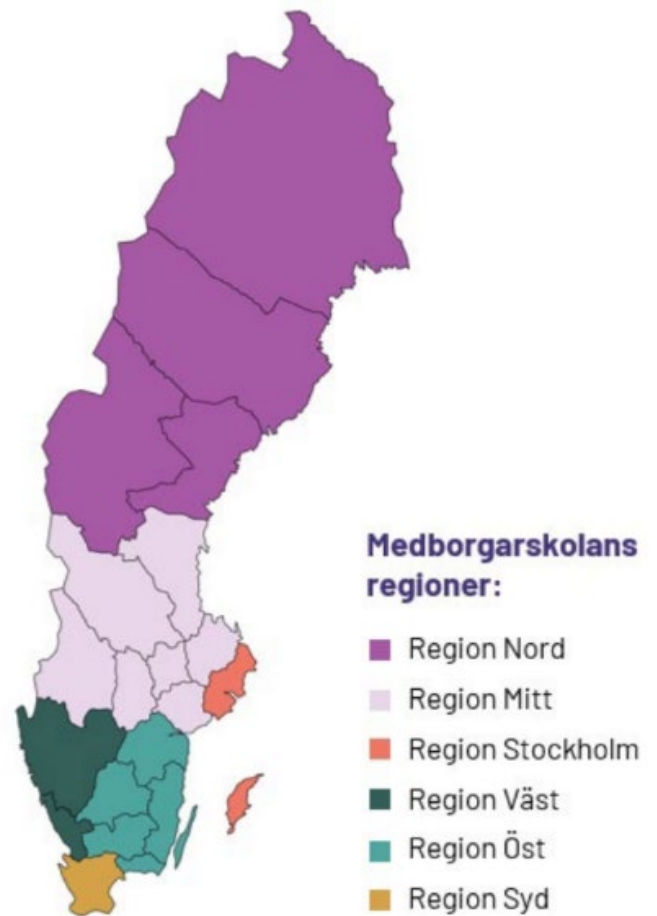 Medborgarskolans
regioner:
Region Nord
Region Mitt
Region Stockholm
Region Väst
Region Öst
Region Syd